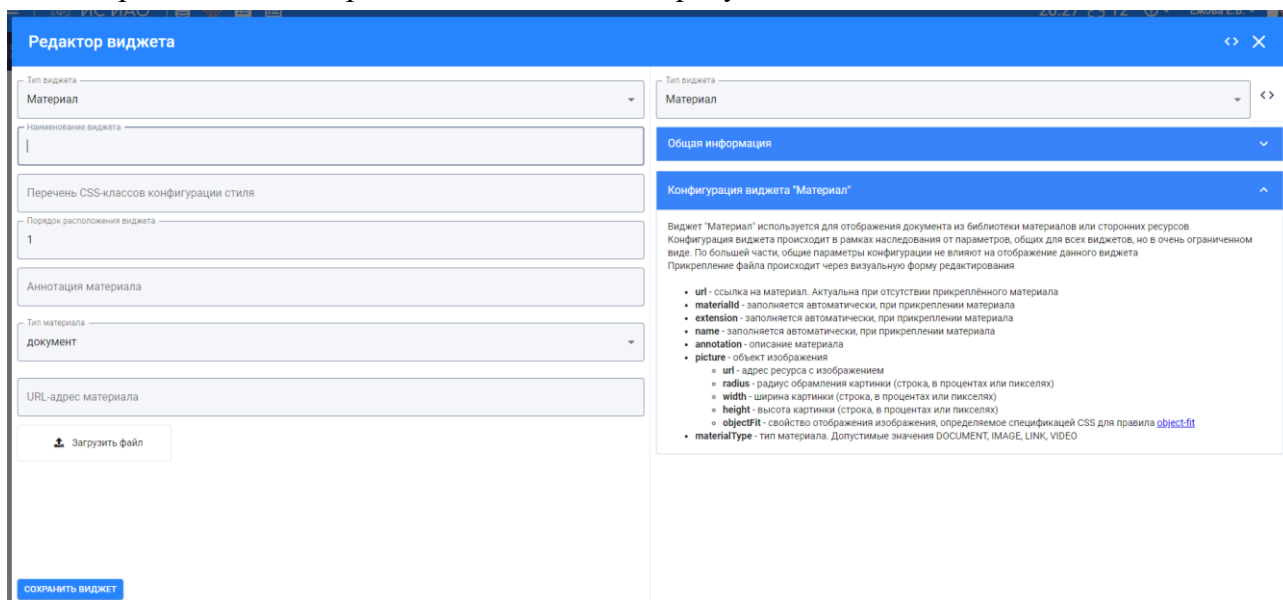 ИС ИАО
Редактор виджета
Тип виджета
Материал
Наименование виджета
Перечень CSS-классов конфигурации стиля
Порядок расположения виджета
1
Аннотация материала
Тип материала
документ
URL-адрес материала
Загрузить файл
СОХРАНИТЬ ВИДЖЕТ
Тип виджета
Материал
Общая информация
Конфигурация виджета "Материал"
Виджет "Материал" используется для отображения документа из библиотеки материалов или сторонних ресурсов
Конфигурация виджета происходит в рамках наследования от параметров, общих для всех виджетов, но в очень ограниченном
виде. По большей части, общие параметры конфигурации не влияют на отображение данного виджета
Прикрепление файла происходит через визуальную форму редактирования
• url - ссылка на материал. Актуальна при отсутствии прикреплённого материала
• materialId - заполняется автоматически, при прикреплении материала
• extension - заполняется автоматически, при прикреплении материала
• name - заполняется автоматически, при прикреплении материала
• annotation - описание материала
• picture - объект изображения
◦ url - адрес ресурса с изображением
◦ radius - радиус обрамления картинки (строка, в процентах или пикселях)
◦ width - ширина картинки (строка, в процентах или пикселях)
◦ height - высота картинки (строка, в процентах или пикселях)
◦ objectFit - свойство отображения изображения, определяемое спецификацей CSS для правила object-fit
• materialType - тип материала. Допустимые значения DOCUMENT, IMAGE, LINK, VIDEO